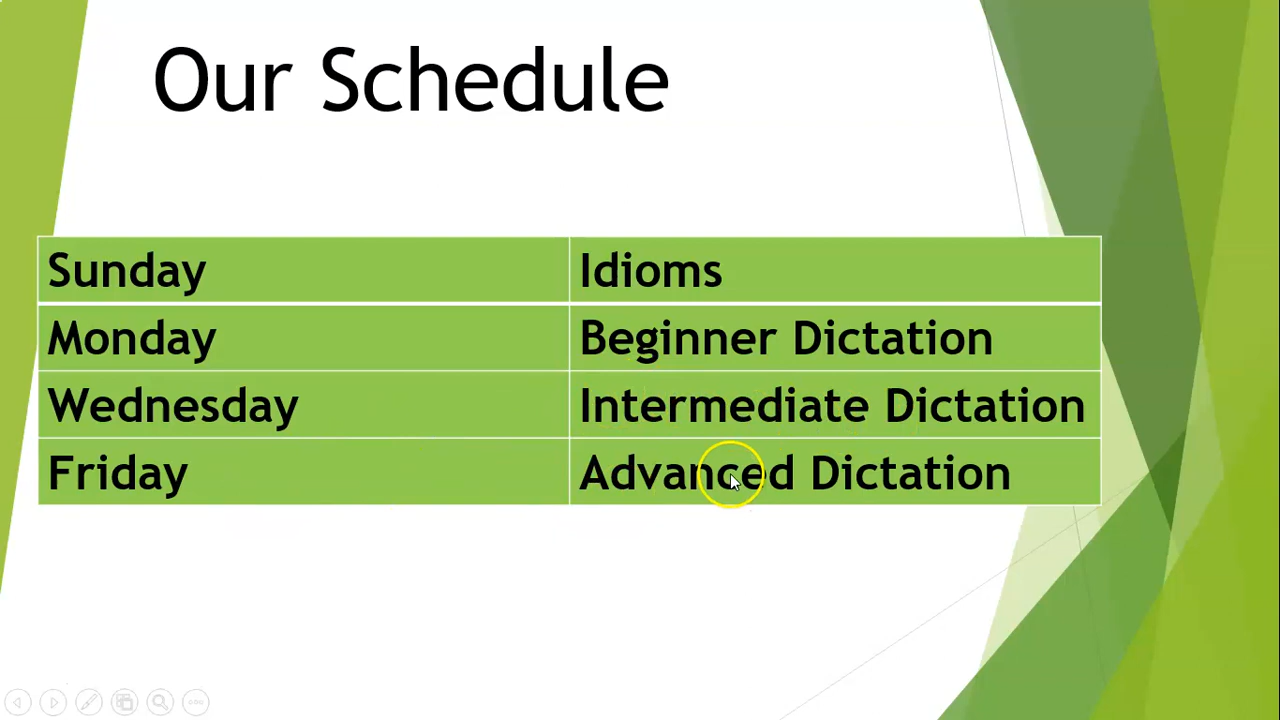 Our Schedule
Sunday Idioms
Monday Beginner Dictation
Wednesday Intermediate Dictation
Friday Advanced Dictation